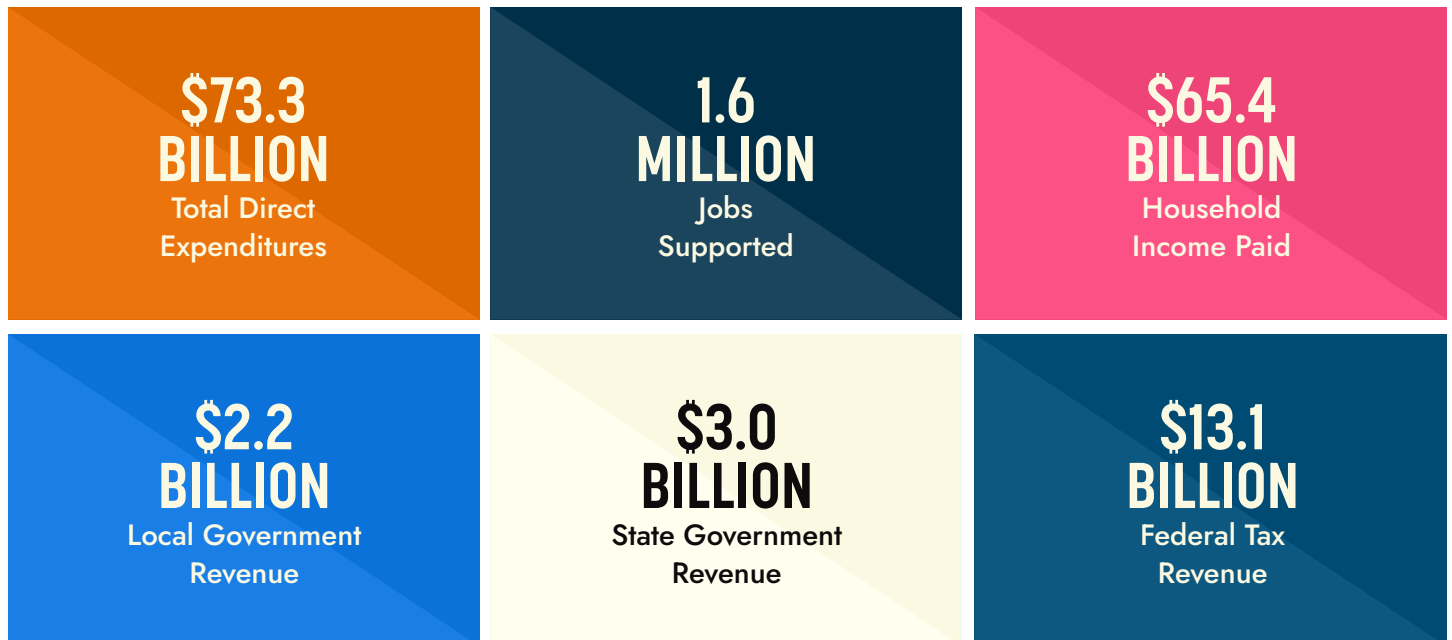 $73.3
BILLION
Total Direct
Expenditures
1.6
MILLION
Jobs
Supported
$65.4
BILLION
Household
Income Paid
$2.2
BILLION
Local Government
Revenue
$3.0
BILLION
State Government
Revenue
$13.1
BILLION
Federal Tax
Revenue